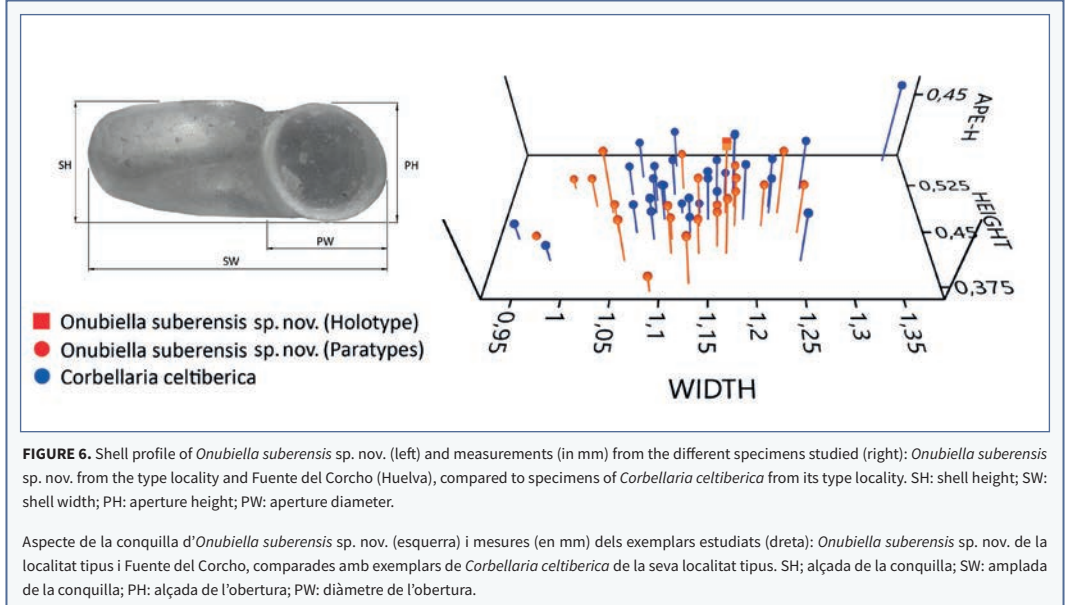 SH
PH
PW
SW
Onubiella suberensis sp. nov. (Holotype)
Onubiella suberensis sp. nov. (Paratypes)
Corbellaria celtiberica
0,45
APE-H
0,525
HEIGHT
0,45
0,375
0,95
1
1,05
1,1
1,15
1,2
1,25
1,3
1,35
WIDTH
FIGURE 6. Shell profile of Onubiella suberensis sp. nov. (left) and measurements (in mm) from the different specimens studied (right): Onubiella suberensis
sp. nov. from the type locality and Fuente del Corcho (Huelva), compared to specimens of Corbellaria celtiberica from its type locality. SH: shell height; SW:
shell width; PH: aperture height; PW: aperture diameter.
Aspecte de la conquilla d’Onubiella suberensis sp. nov. (esquerra) i mesures (en mm) dels exemplars estudiats (dreta): Onubiella suberensis sp. nov. de la
localitat tipus i Fuente del Corcho, comparades amb exemplars de Corbellaria celtiberica de la seva localitat tipus. SH; alçada de la conquilla; SW: amplada
de la conquilla; PH: alçada de l’obertura; PW: diàmetre de l’obertura.